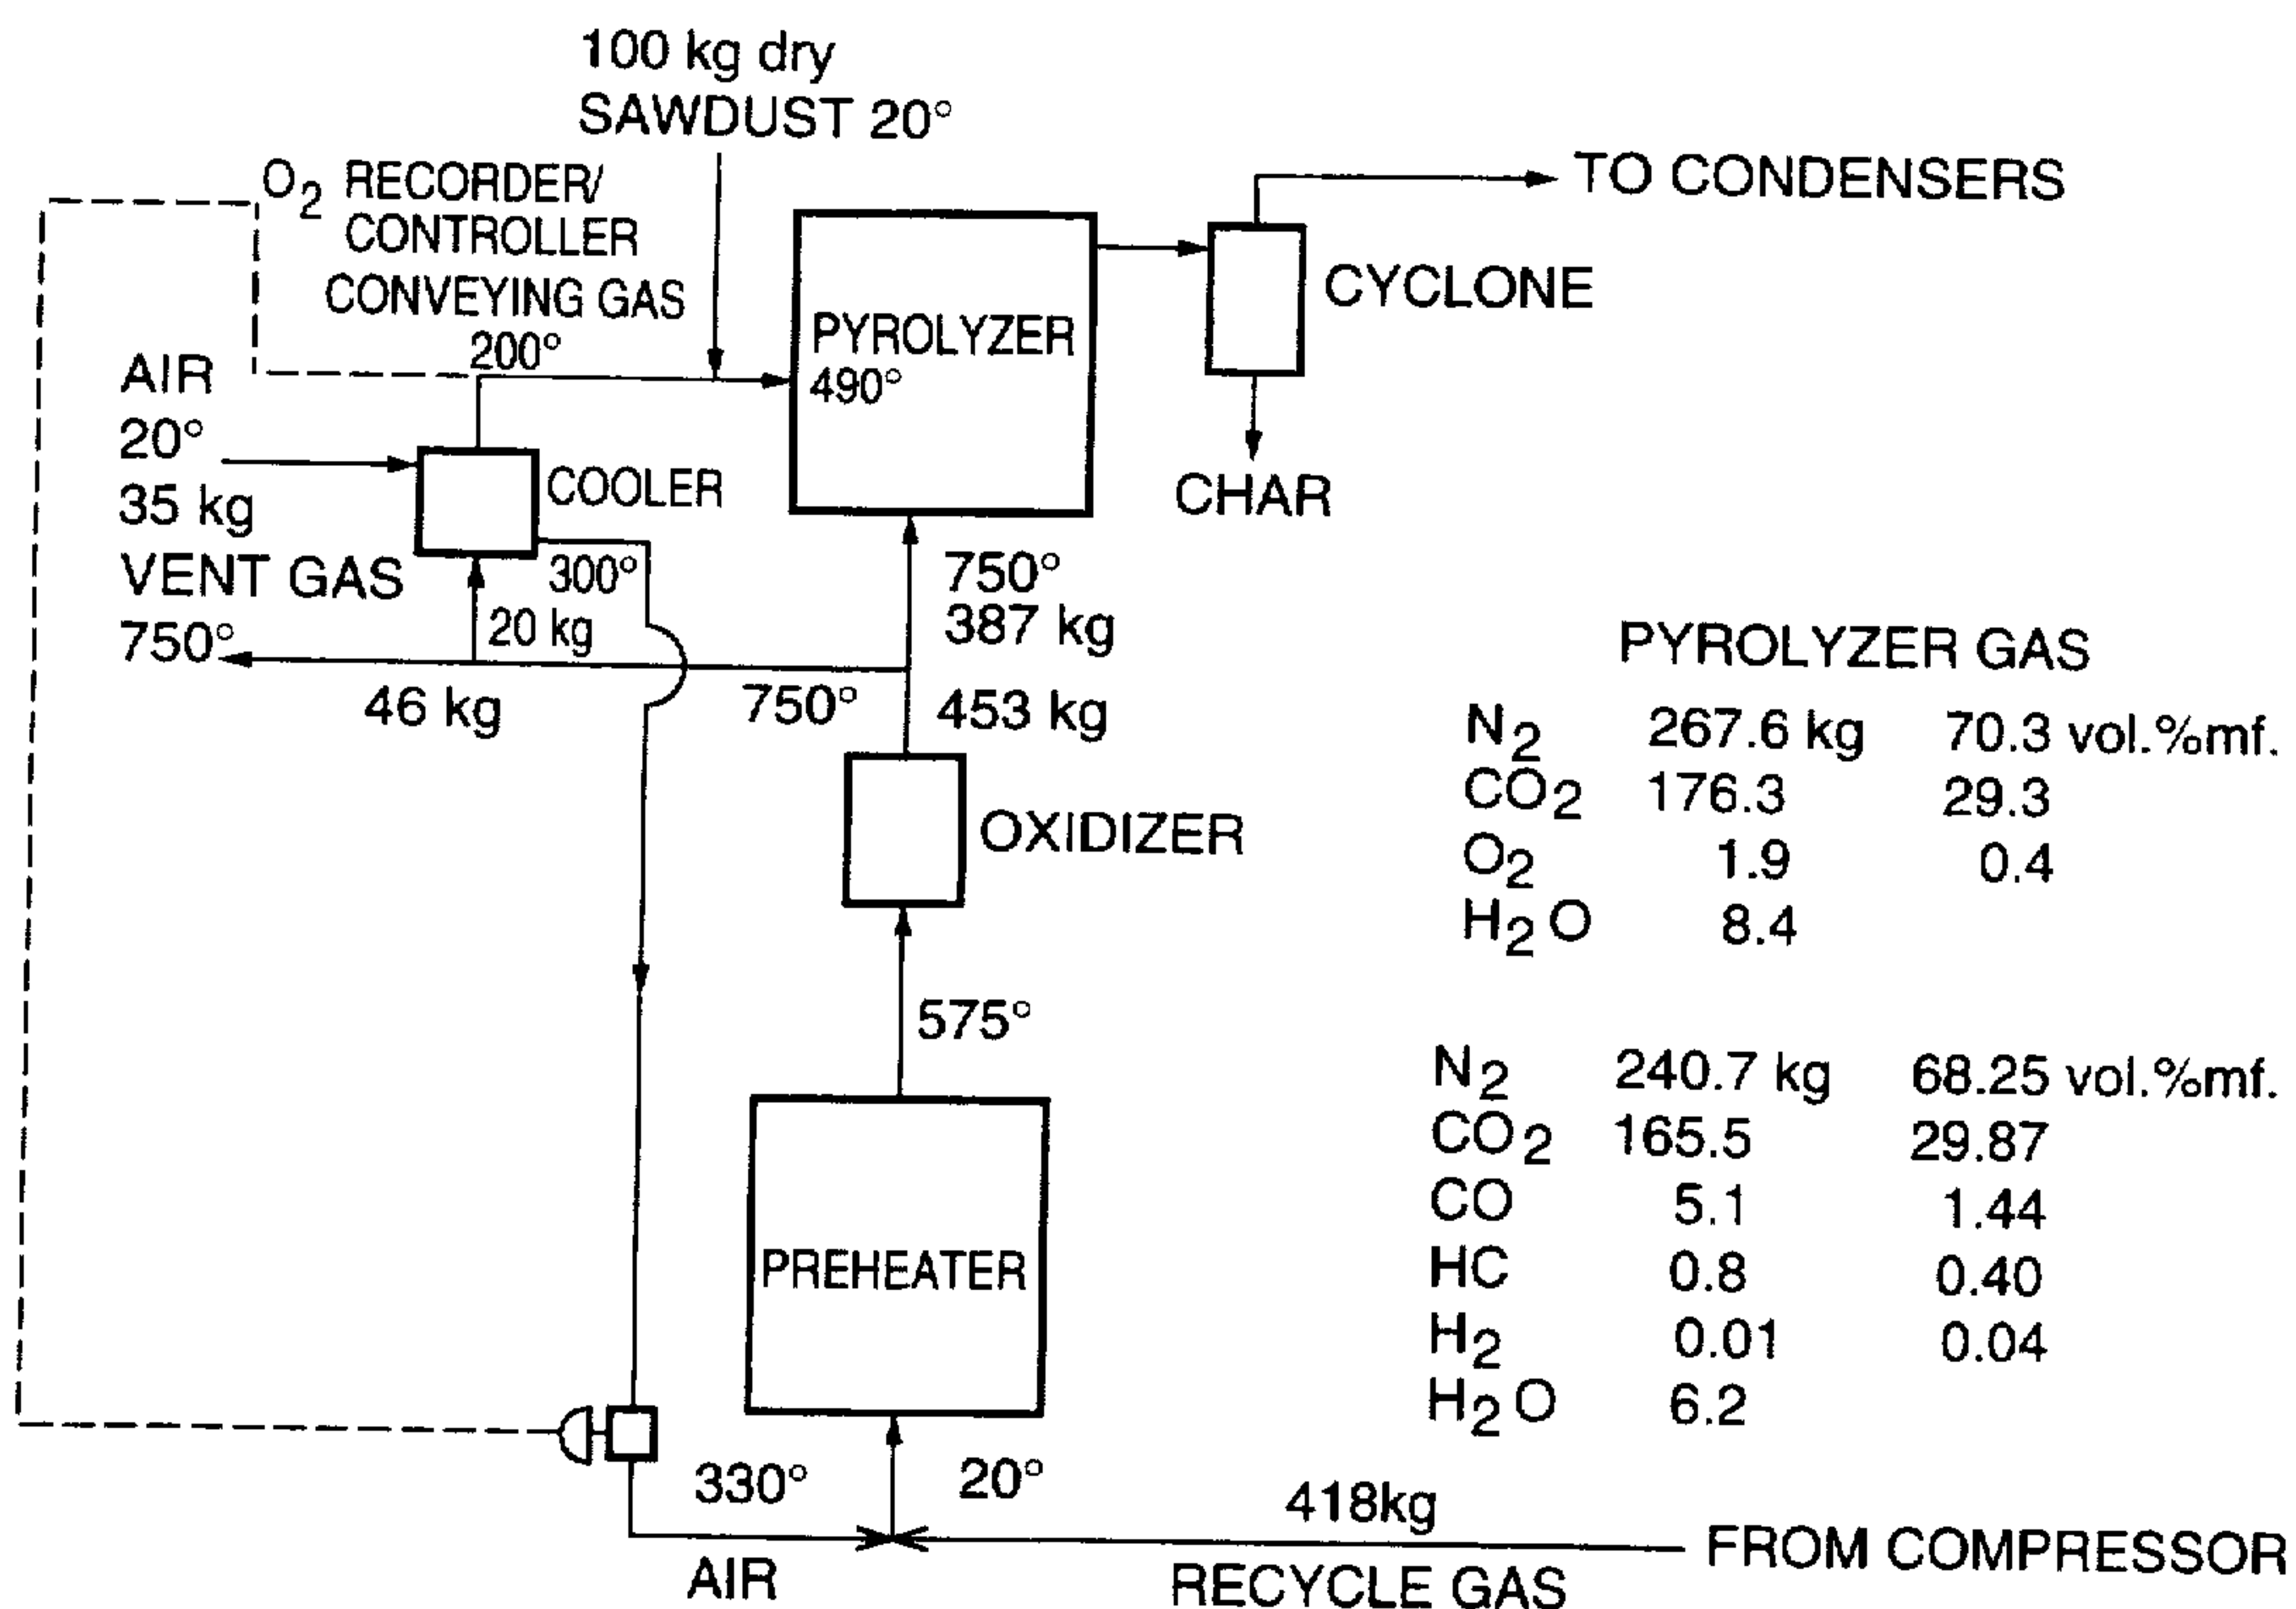 100 kg dry
SAWDUST 20°
O2 RECORDER/
CONTROLLER
CONVEYING GAS
200°
TO CONDENSERS
CYCLONE
PYROLYZER
490°
AIR
20°
35 kg
COOLER
CHAR
VENT GAS
750°
300°
20 kg
750°
387 kg
46 kg
750°
453 kg
OXIDIZER
575°
PREHEATER
330°
20°
418kg
AIR
RECYCLE GAS
FROM COMPRESSOR
PYROLYZER GAS
N2 267.6 kg 70.3 vol.%mf.
CO2 176.3 29.3
O2 1.9 0.4
H2O 8.4
N2 240.7 kg 68.25 vol.%mf.
CO2 165.5 29.87
CO 5.1 1.44
HC 0.8 0.40
H2 0.01 0.04
H2O 6.2